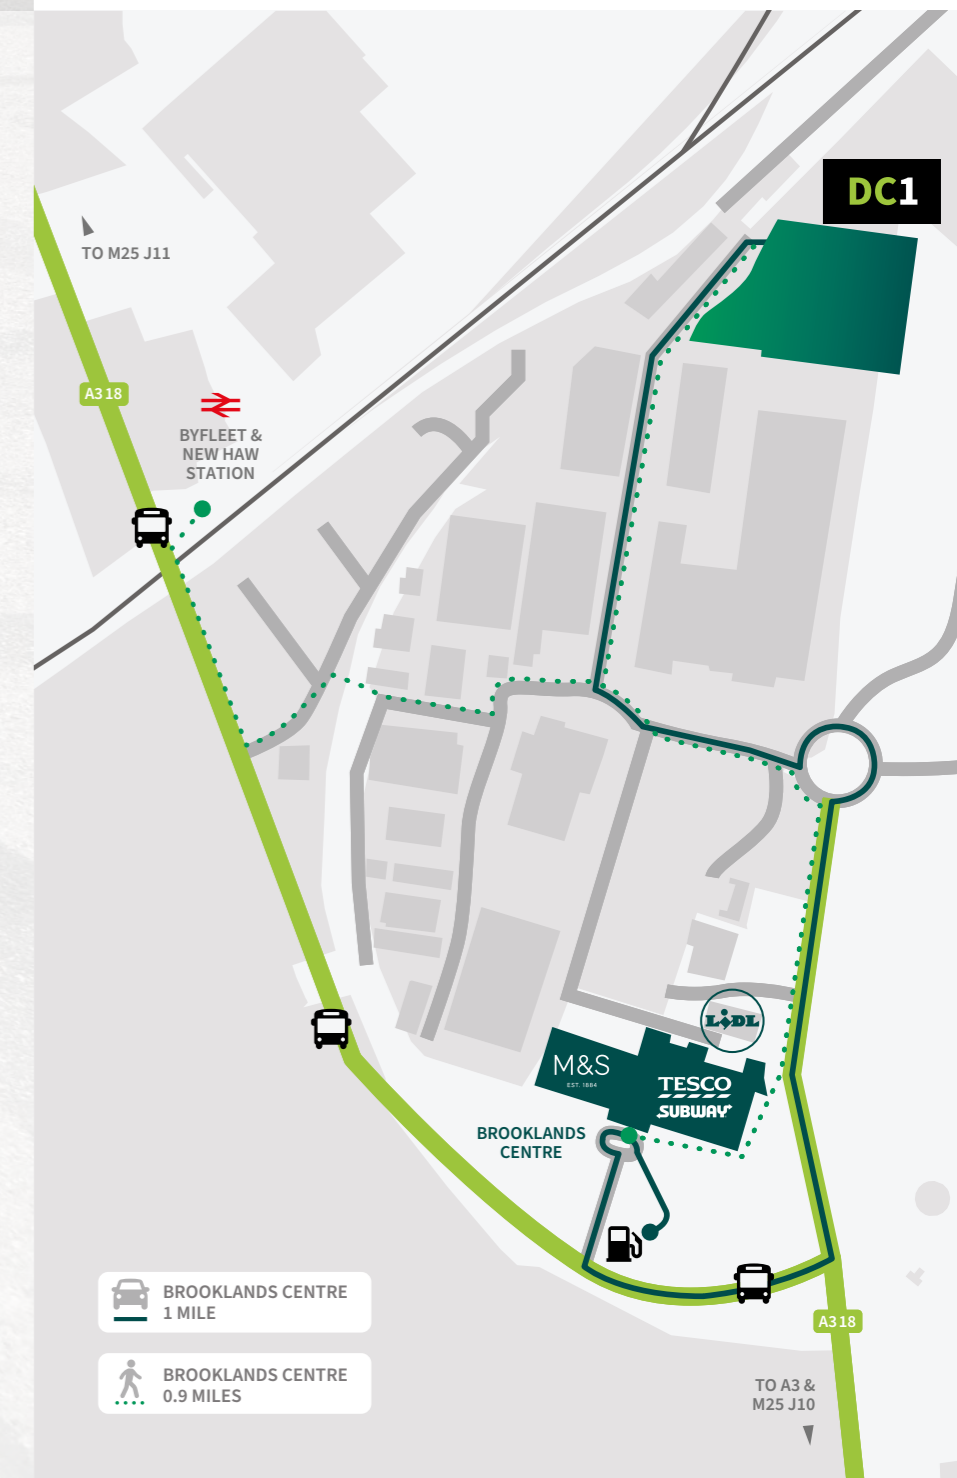 DC1
TO M25 J11
A318
BYFLEET &
NEW HAW
STATION
LIDL
M&S
EST. 1884
TESCO
SUBWAY
BROOKLANDS
CENTRE
BROOKLANDS CENTRE
1 MILE
A318
BROOKLANDS CENTRE
0.9 MILES
TO A3 &
M25 J10